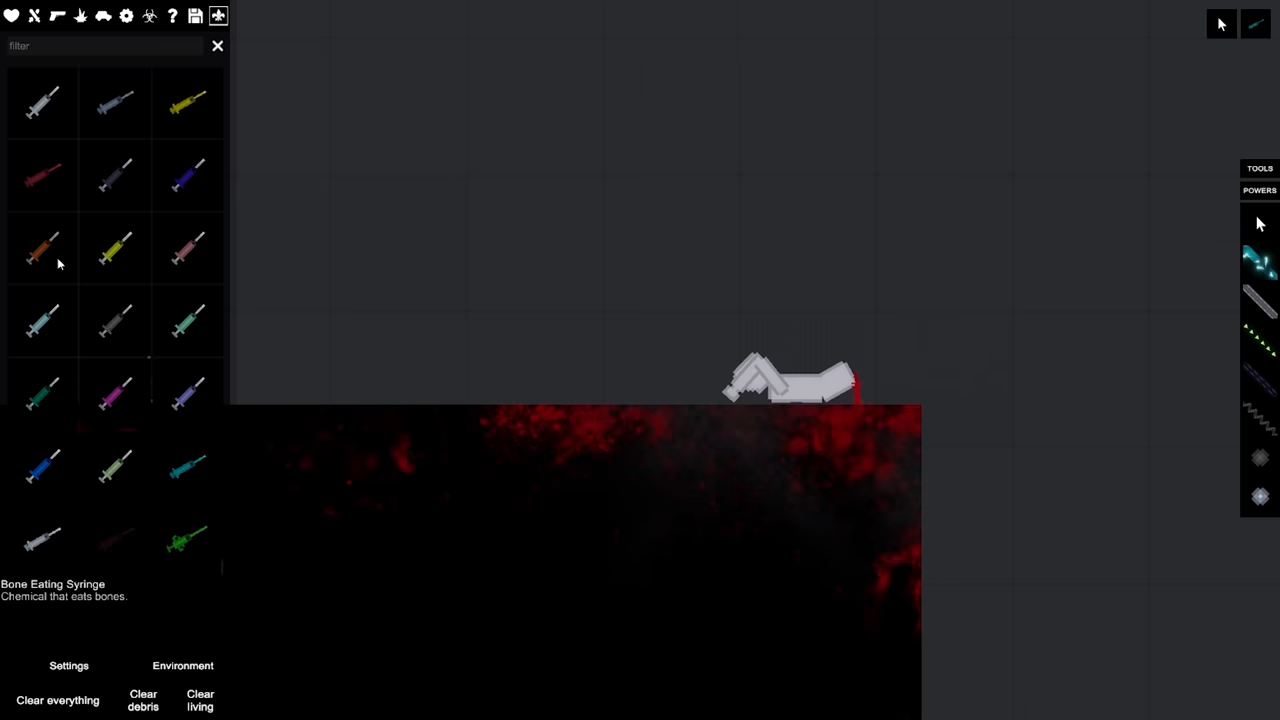 filter
TOOLS
POWERS
Bone Eating Syringe
Chemical that eats bones.
Settings
Environment
Clear everything
Clear debris
Clear living